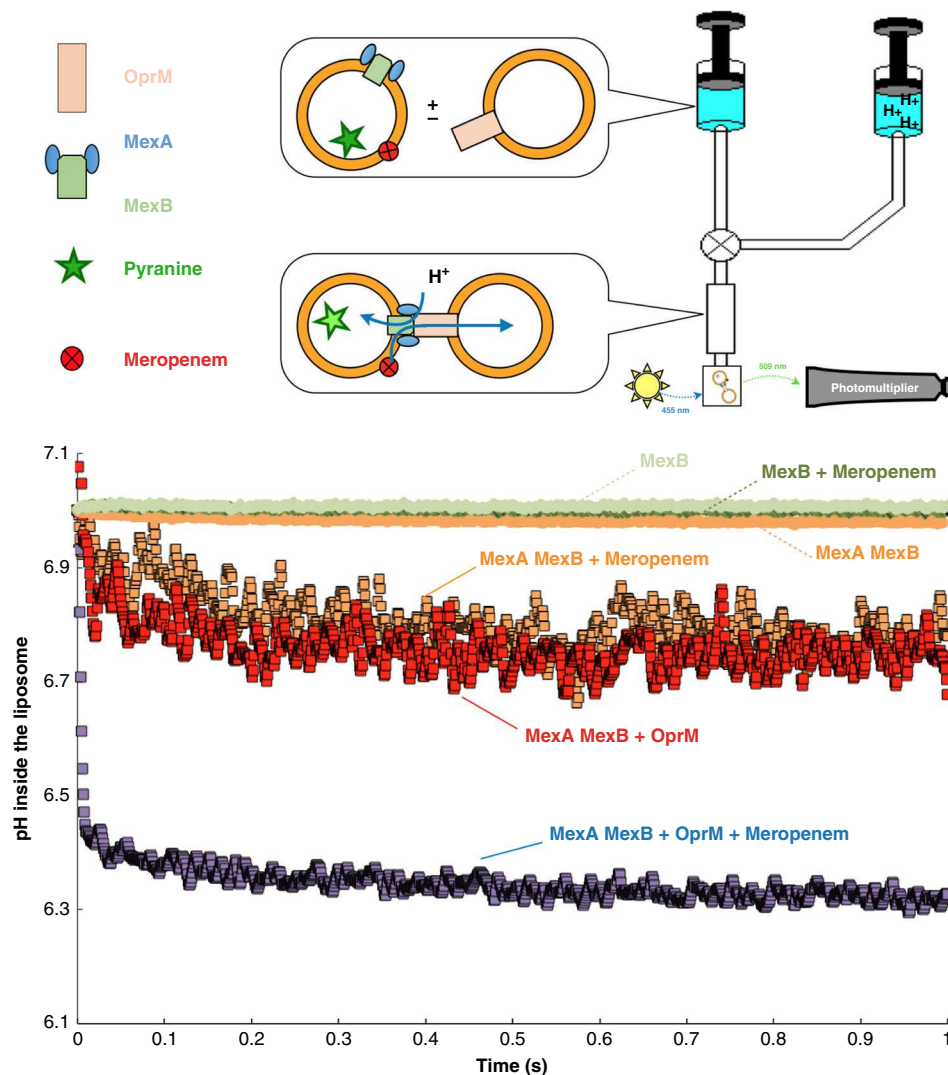 OprM
MexA
MexB
Pyranine
Meropenem
+
−
H+
H+
H+
H+
455 nm
509 nm
Photomultiplier
7.1
6.9
6.7
6.5
6.3
6.1
pH inside the liposome
MexB
MexB + Meropenem
MexA MexB
MexA MexB + Meropenem
MexA MexB + OprM
MexA MexB + OprM + Meropenem
0 0.1 0.2 0.3 0.4 0.5 0.6 0.7 0.8 0.9 1
Time (s)